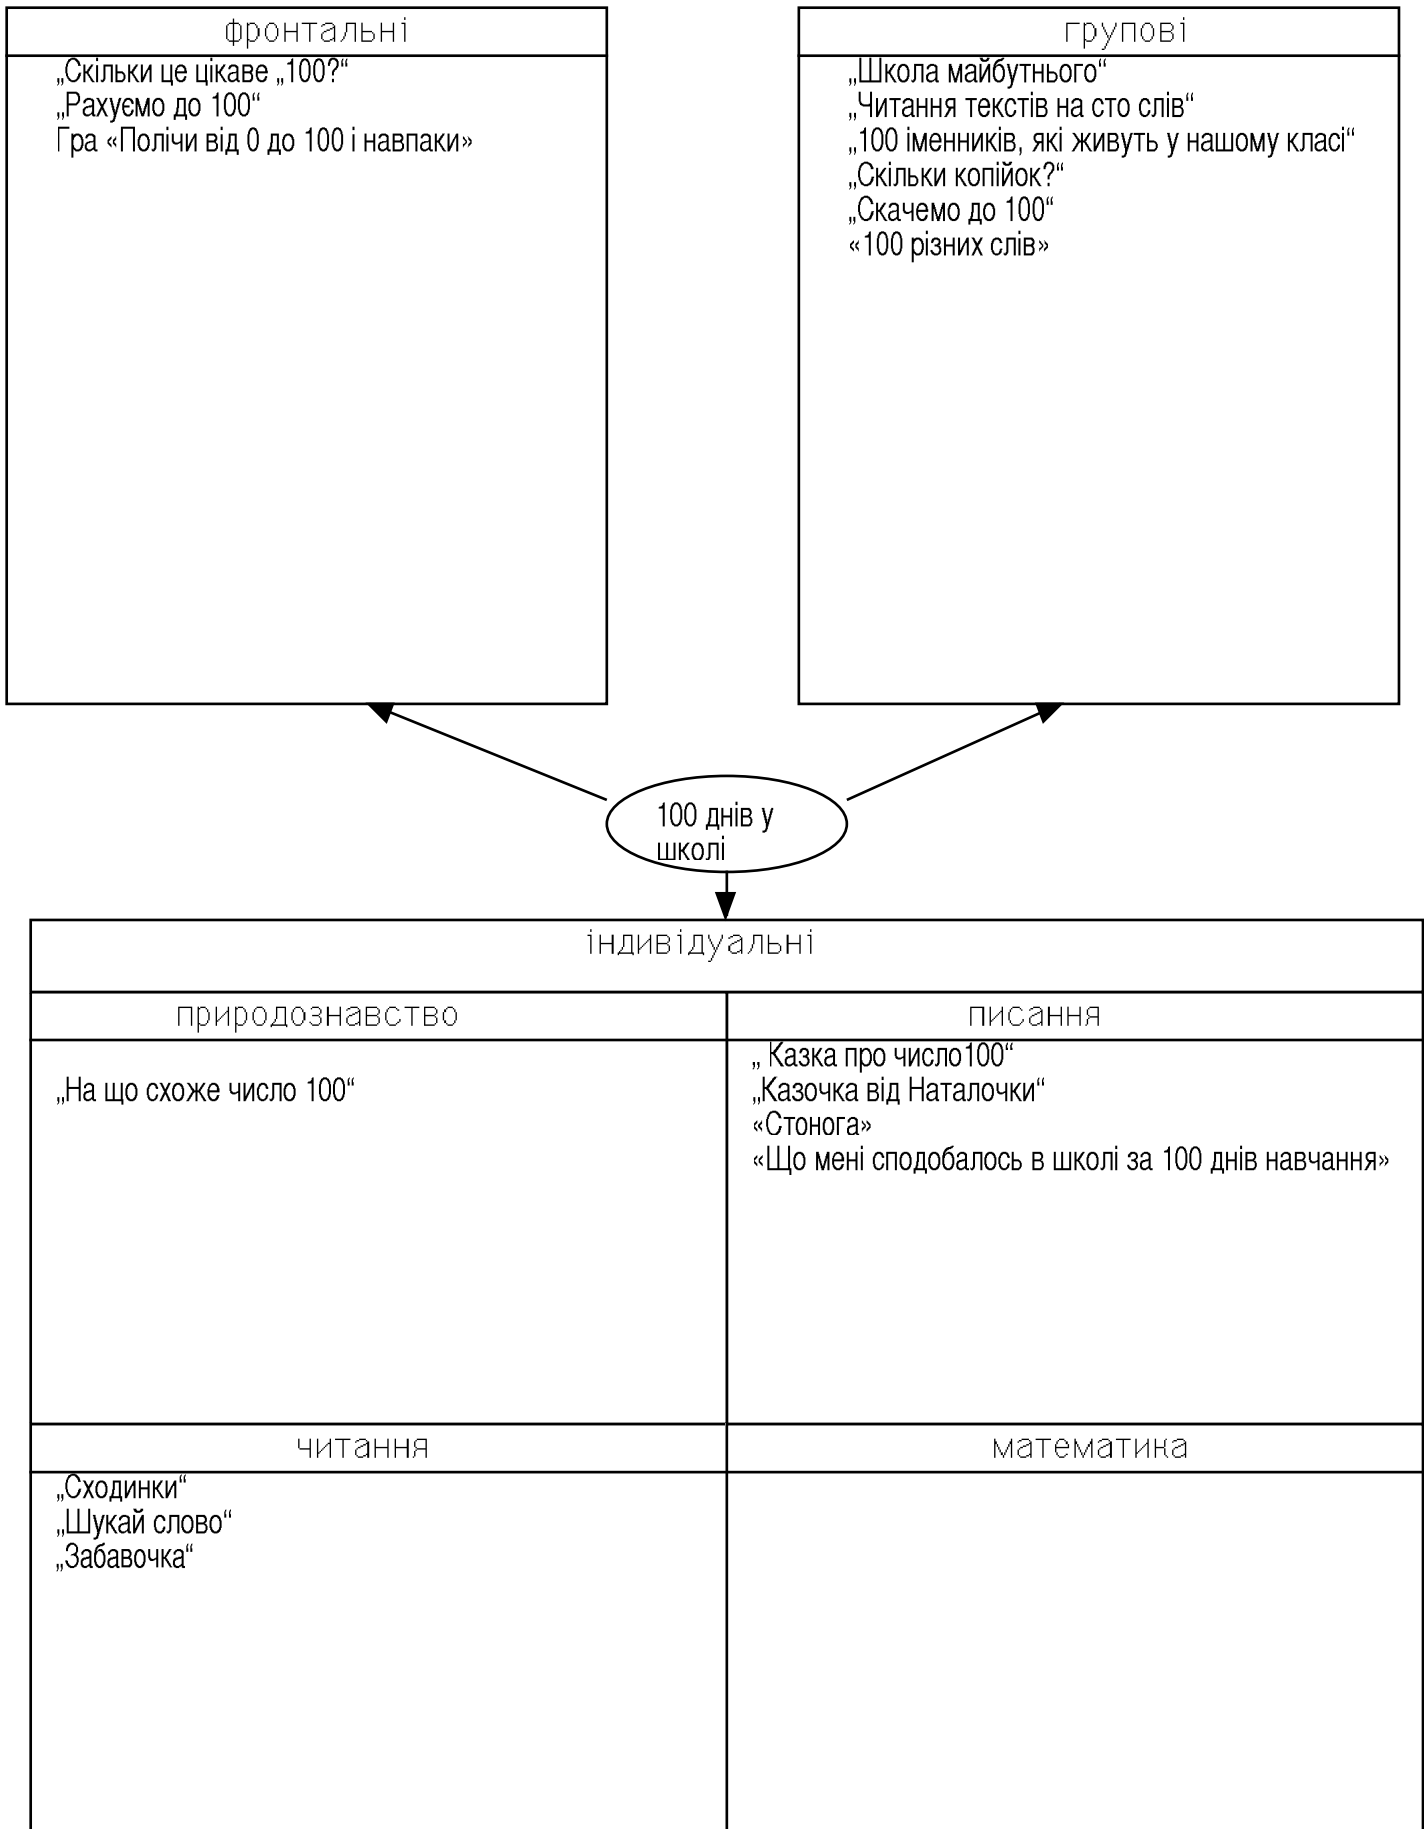 фронтальні
„Скільки це цікаве „100?“
„Рахуємо до 100“
Гра «Полічи від 0 до 100 і навпаки»
групові
„Школа майбутнього“
„Читання текстів на сто слів“
„100 іменників, які живуть у нашому класі“
„Скільки копійок?“
„Скачемо до 100“
«100 різних слів»
100 днів у
школі
індивідуальні
природознавство
„На що схоже число 100“
писання
„ Казка про число100“
„Казочка від Наталочки“
«Стонога»
«Що мені сподобалось в школі за 100 днів навчання»
читання
„Сходинки“
„Шукай слово“
„Забавочка“
математика